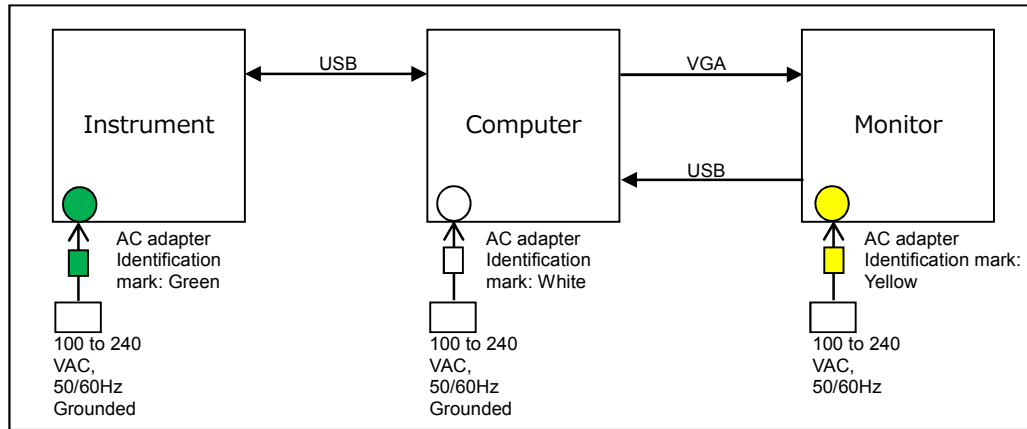 USB
VGA
Instrument
Computer
Monitor
USB
AC adapter
Identification
mark: Green
AC adapter
Identification
mark: White
AC adapter
Identification mark:
Yellow
100 to 240
VAC,
50/60Hz
Grounded
100 to 240
VAC,
50/60Hz
Grounded
100 to 240
VAC,
50/60Hz